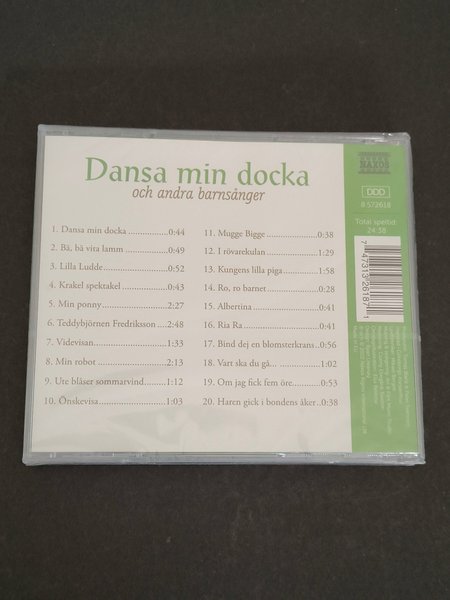 Dansa min docka
och andra barnsånger
1. Dansa min docka 0:44
2. Bä, bä vita lamm 0:49
3. Lilla Ludde 0:52
4. Krakel spektakel 0:43
5. Min ponny 2:27
6. Teddybjörnen Fredriksson 2:48
7. Videvisan 1:33
8. Min robot 2:13
9. Ute blåser sommarvind 1:12
10. Önskevisa 1:03
11. Mugge Bigge 0:38
12. I rövarekulan 1:29
13. Kungens lilla piga 1:58
14. Ro, ro barnet 0:28
15. Albertina 0:41
16. Ria Ra 0:41
17. Bind dej en blomsterkrans 0:56
18. Vart ska du gå... 1:02
19. Om jag fick fem öre 0:53
20. Haren gick i bondens åker 0:38
NAXOS
DDD
8 572618
Total speltid:
24 38
7 47313 26187 1